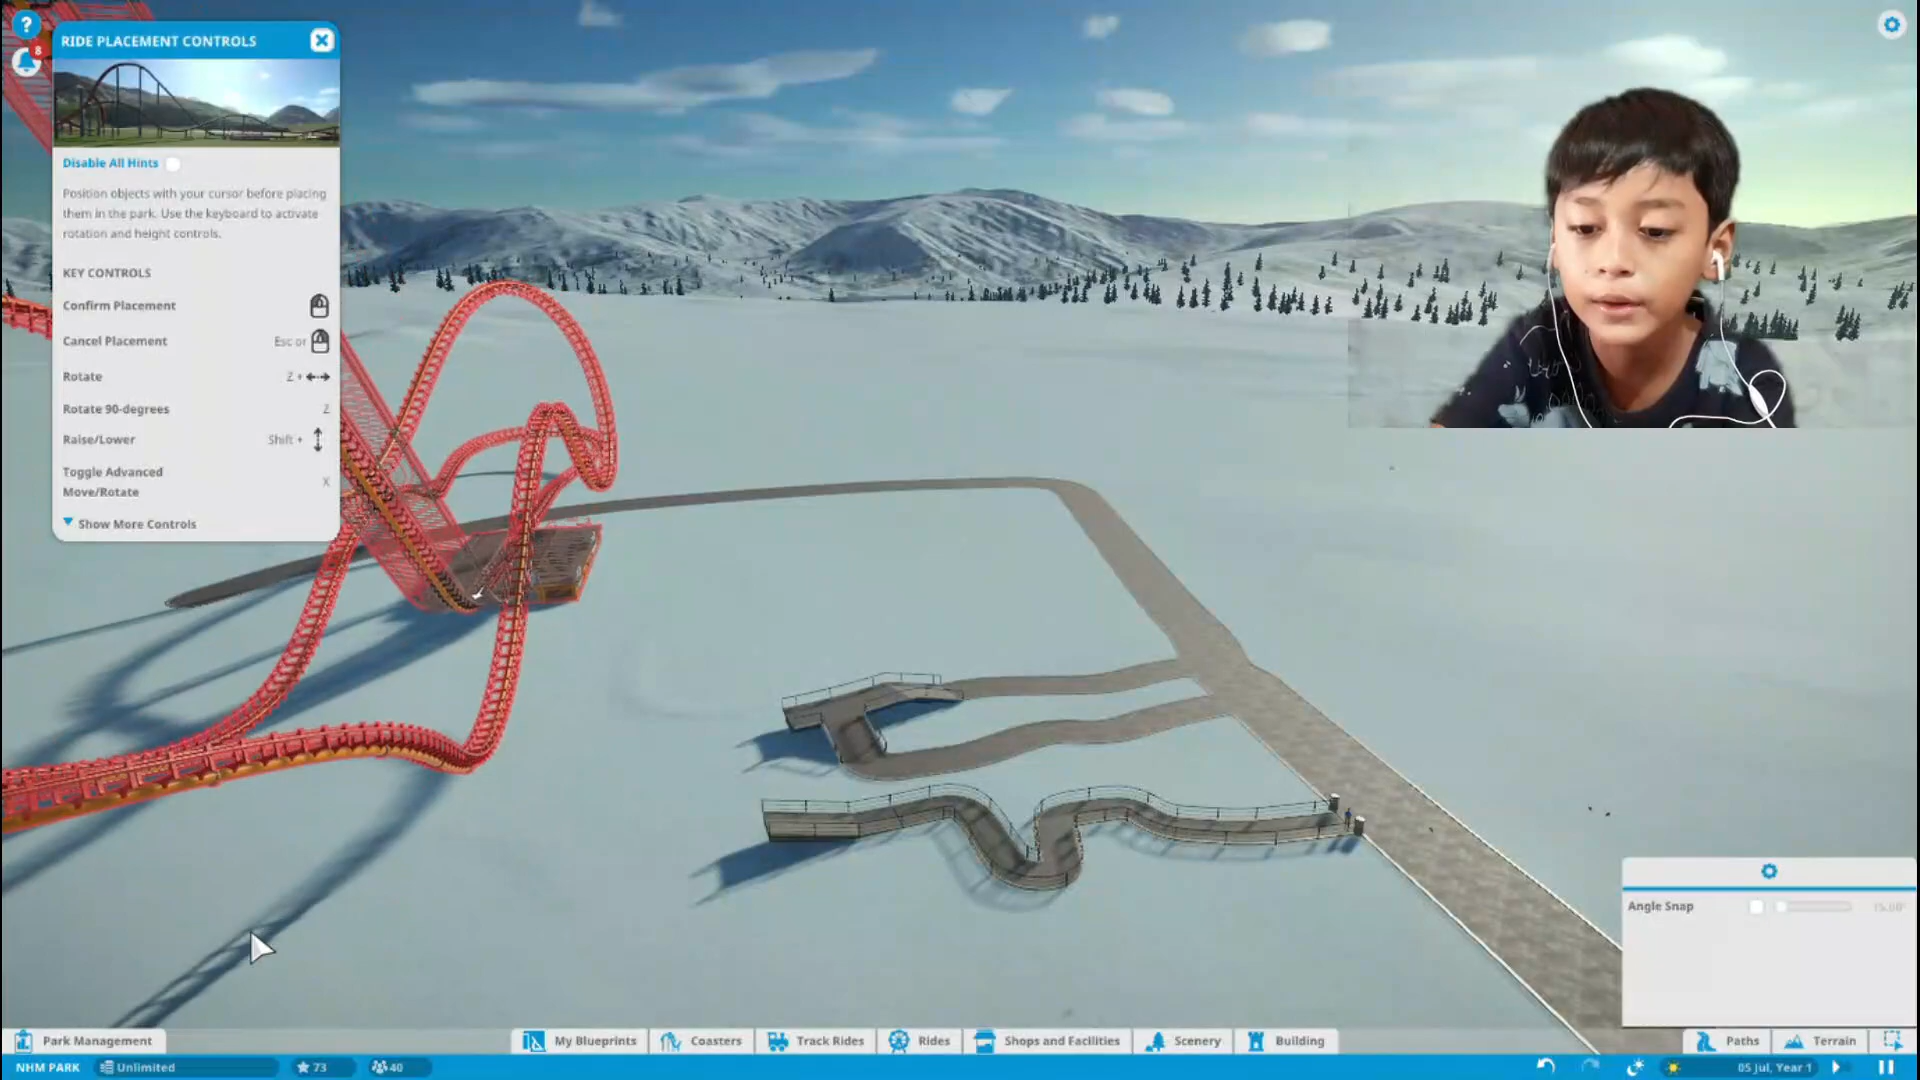 ?
8
RIDE PLACEMENT CONTROLS
Disable All Hints
Position objects with your cursor before placing
them in the park. Use the keyboard to activate
rotation and height controls.
KEY CONTROLS
Confirm Placement
Cancel Placement Esc or
Rotate Z +
Rotate 90-degrees Z
Raise/Lower Shift +
Toggle Advanced
Move/Rotate X
Show More Controls
Angle Snap 15.00°
Park Management
My Blueprints
Coasters
Track Rides
Rides
Shops and Facilities
Scenery
Building
Paths
Terrain
NHM PARK Unlimited 73 40 05 Jul, Year 1